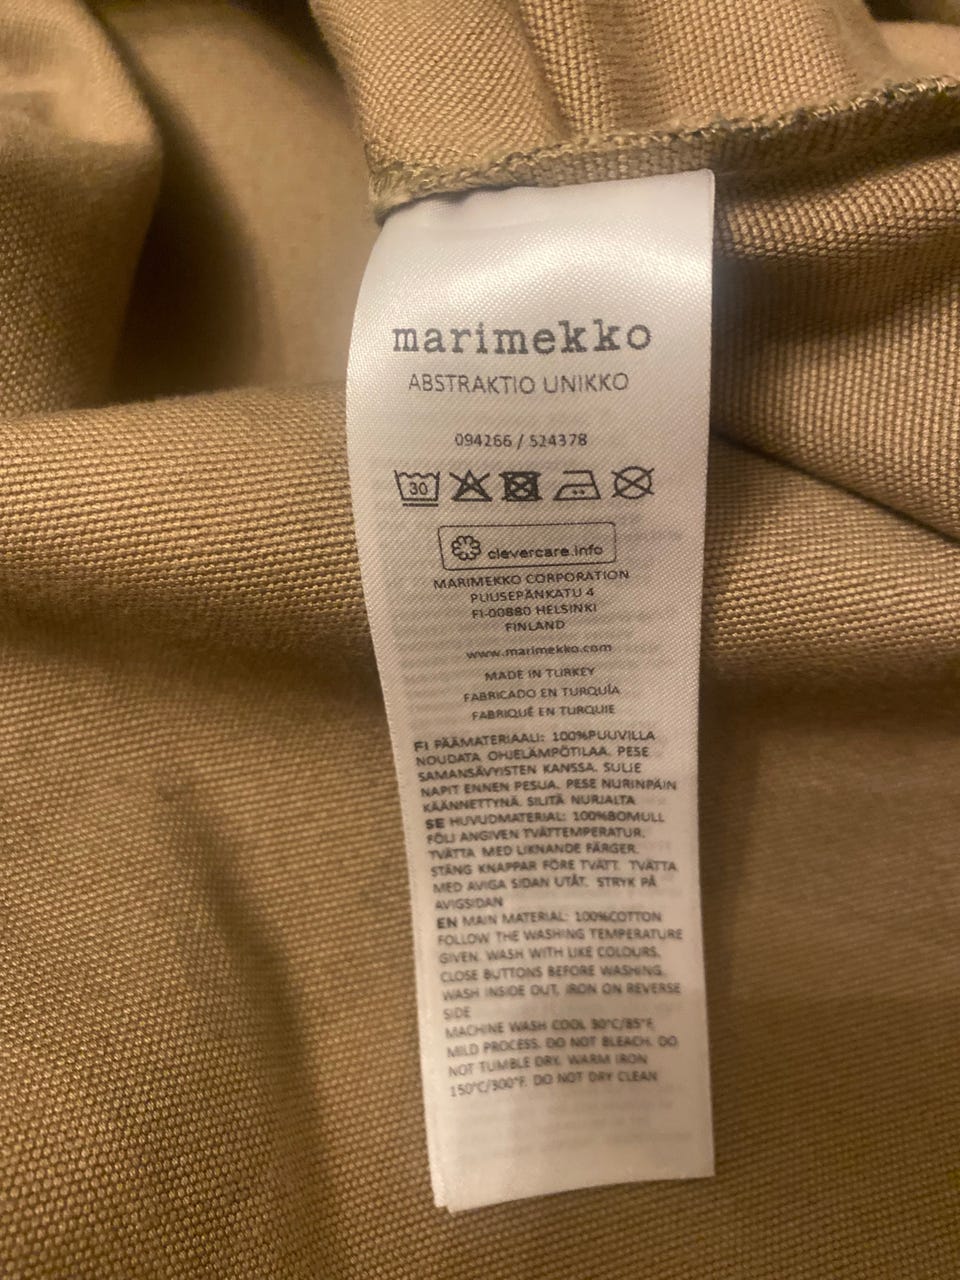 marimekko
ABSTRAKTIO UNIKKO
094266 / 524378
30
clevercare.info
MARIMEKKO CORPORATION
PUUSEPÄNKATU 4
FI-00880 HELSINKI
FINLAND
www.marimekko.com
MADE IN TURKEY
FABRICADO EN TURQUÍA
FABRIQUÉ EN TURQUIE
FI PÄÄMATERIAALI: 100%PUUVILLA
NOUDATA OHJELÄMPÖTILAA. PESE
SAMANSÄVYISTEN KANSSA. SULJE
NAPIT ENNEN PESUA. PESE NURINPÄIN
KÄÄNNETTYNÄ. SILITÄ NURJALTA
SE HUVUDMATERIAL: 100%BOMULL
FÖLJ ANGIVEN TVÄTTEMPERATUR.
TVÄTTA MED LIKNANDE FÄRGER.
STÄNG KNAPPAR FÖRE TVÄTT. TVÄTTA
MED AVIGA SIDAN UTÅT. STRYK PÅ
AVIGSIDAN
EN MAIN MATERIAL: 100%COTTON
FOLLOW THE WASHING TEMPERATURE
GIVEN. WASH WITH LIKE COLOURS.
CLOSE BUTTONS BEFORE WASHING.
WASH INSIDE OUT. IRON ON REVERSE
SIDE
MACHINE WASH COOL 30°C/85°F,
MILD PROCESS. DO NOT BLEACH. DO
NOT TUMBLE DRY. WARM IRON
150°C/300°F. DO NOT DRY CLEAN